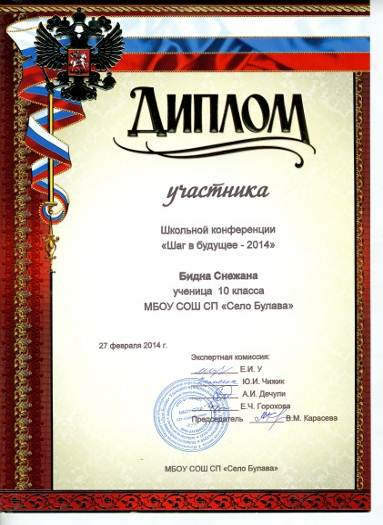 Диплом
участника
Школьной конференции
«Шаг в будущее - 2014»
Бидна Снежана
ученица 10 класса
МБОУ СОШ СП «Село Булава»
27 февраля 2014 г.
Экспертная комиссия:
Е.И. У
Ю.И. Чижик
А.И. Дечули
Е.Ч. Горохова
Председатель В.М. Карасева
МБОУ СОШ СП «Село Булава»